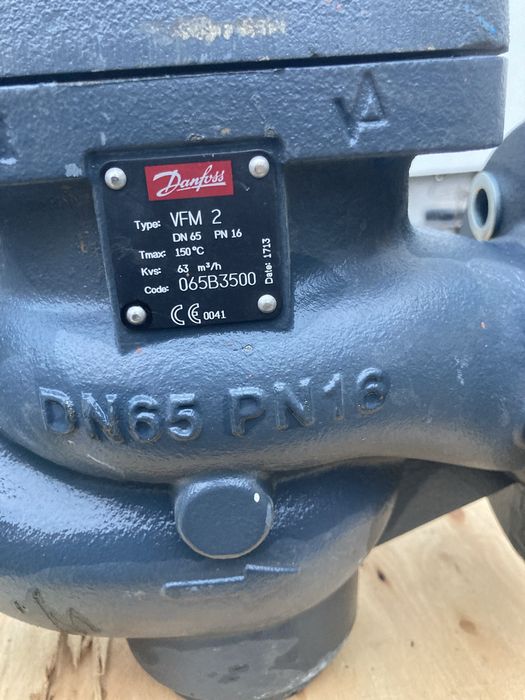 A
Danfoss
Type: VFM 2
DN 65 PN 16
Tmax: 150°C
Kvs: 63 m³/h
Code: 065B3500
Date: 1713
CE 0041
DN65 PN16